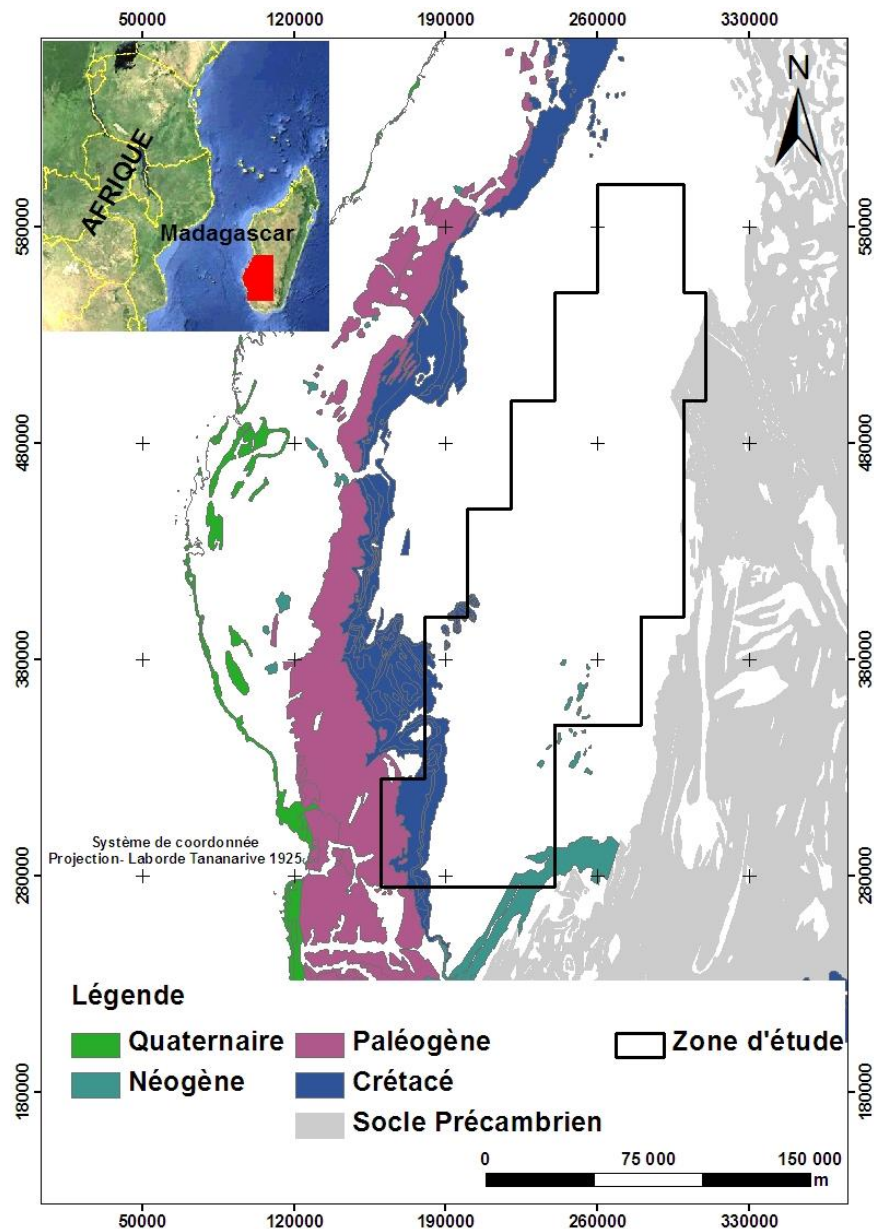 50000 120000 190000 260000 330000
N
AFRIQUE
Madagascar
580000 580000
480000 480000
380000 380000
Système de coordonnée
Projection- Laborde Tananarive 1925
280000 280000
Légende
Quaternaire Paléogène Zone d'étude
Néogène Crétacé
Socle Précambrien
180000 180000
0 75 000 150 000
m
50000 120000 190000 260000 330000